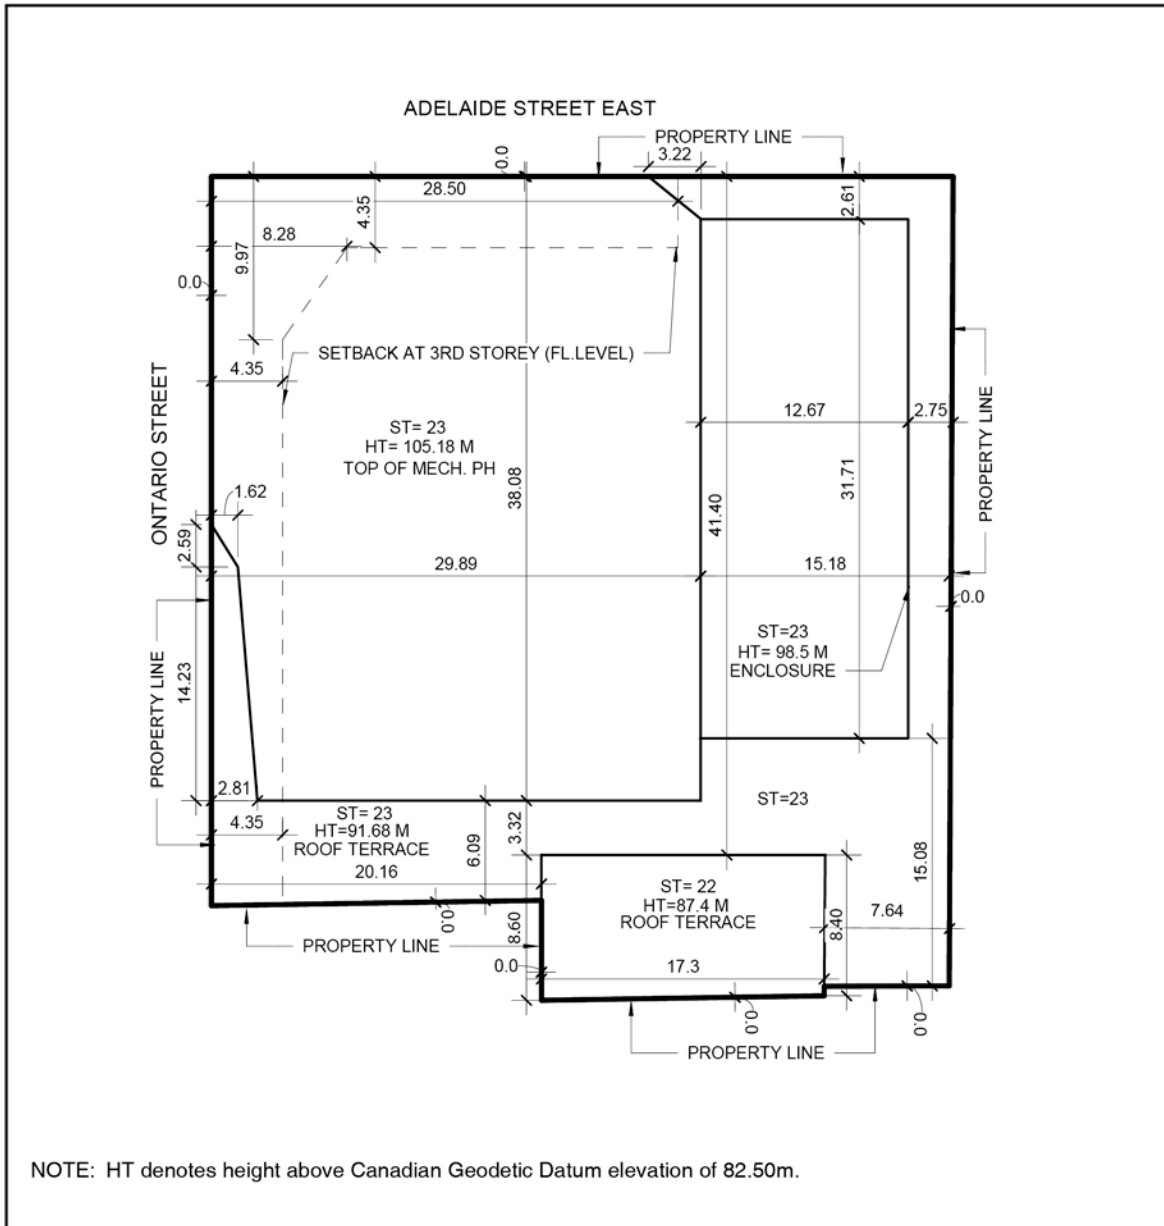 ADELAIDE STREET EAST
PROPERTY LINE
0.0
3.22
28.50
2.61
4.35
8.28
9.97
0.0
SETBACK AT 3RD STOREY (FL.LEVEL)
4.35
ONTARIO STREET
PROPERTY LINE
12.67
2.75
ST= 23
HT= 105.18 M
TOP OF MECH. PH
38.08
41.40
31.71
1.62
2.59
29.89
15.18
0.0
ST=23
HT= 98.5 M
ENCLOSURE
PROPERTY LINE
14.23
2.81
ST= 23
HT=91.68 M
ROOF TERRACE
4.35
6.09
3.32
ST=23
20.16
15.08
ST= 22
HT=87.4 M
ROOF TERRACE
8.40
7.64
0.0
8.60
PROPERTY LINE
0.0
17.3
0.0
0.0
PROPERTY LINE
NOTE: HT denotes height above Canadian Geodetic Datum elevation of 82.50m.